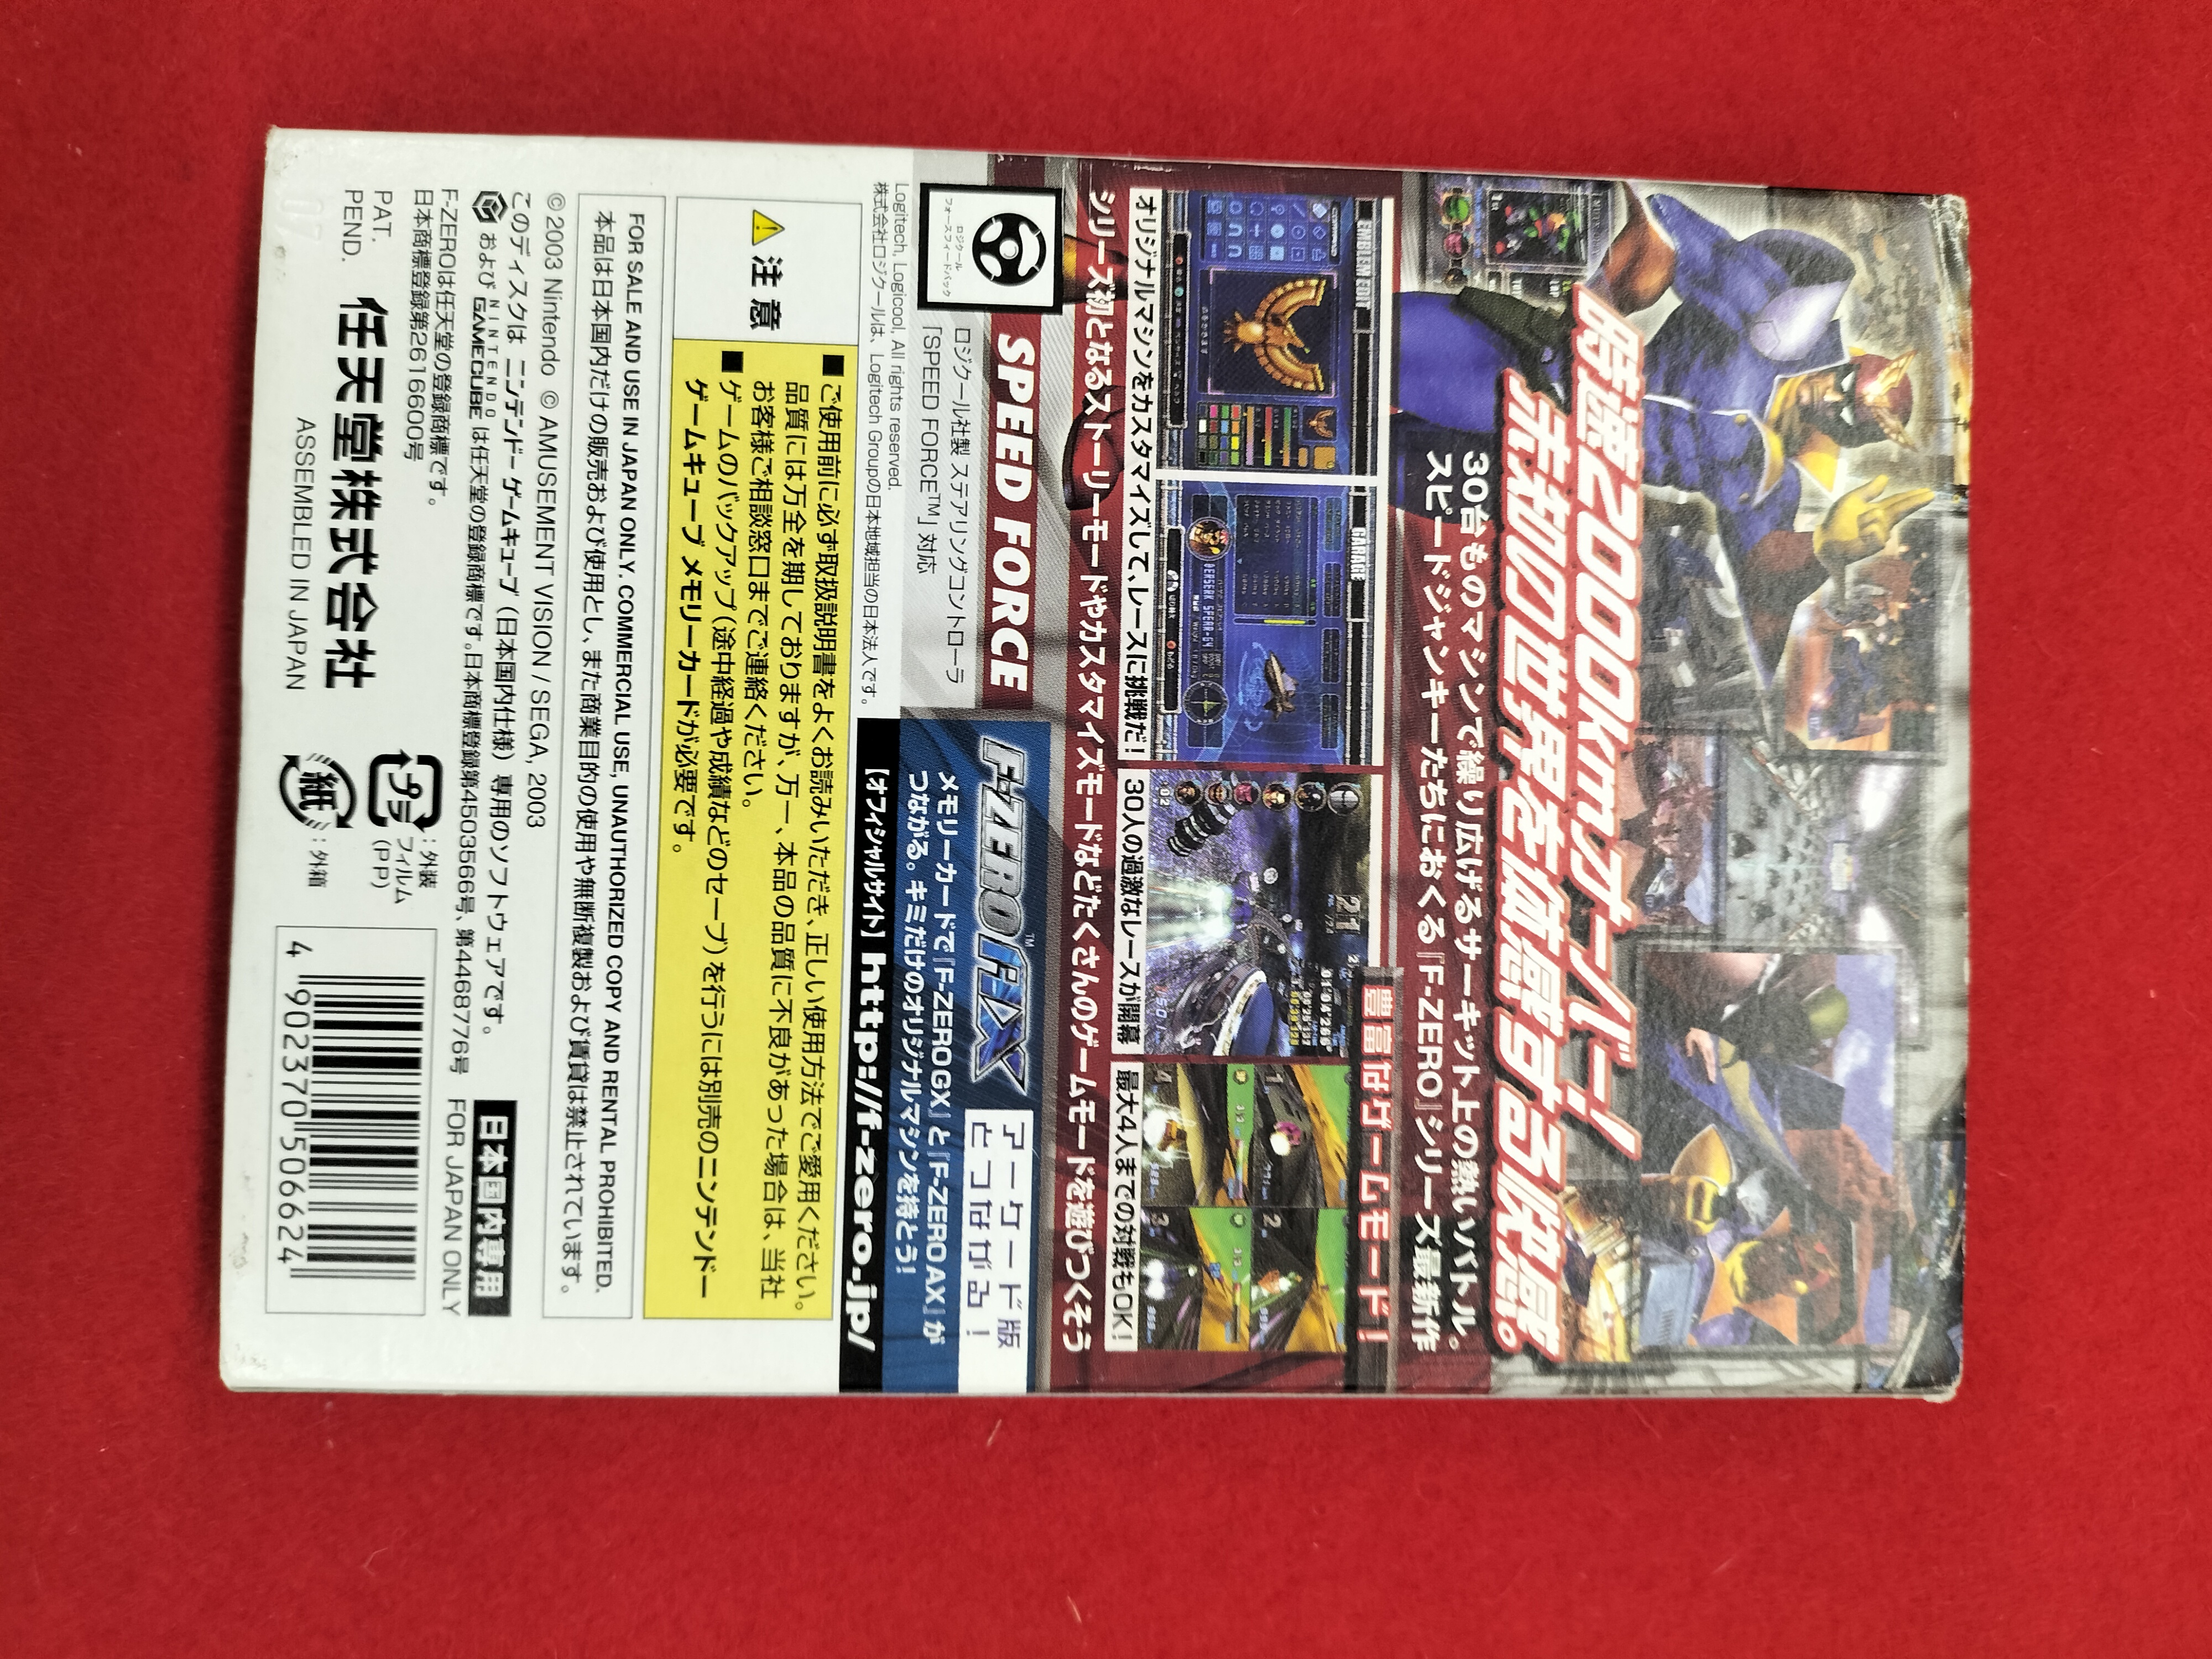 時速2000kmオーバー!
未知の世界を体感する快感。
30台ものマシンで繰り広げるサーキット上の熱いバトル。
スピードジャンキーたちにおくる『F-ZERO』シリーズ最新作
豊富なゲームモード!
EMBLEM EDIT
GARAGE
BERSERK SPEAR-G4
オリジナルマシンをカスタマイズして、レースに挑戦だ!
30人の過激なレースが開幕
最大4人までの対戦もOK!
シリーズ初となるストーリーモードやカスタマイズモードなどたくさんのゲームモードを遊びつくそう
ロジクール
フォースフィードバック
SPEED FORCE
ロジクール社製 ステアリングコントローラ
「SPEED FORCE™」対応
Logitech, Logicool, All rights reserved.
株式会社ロジクールは、Logitech Groupの日本地域担当の日本法人です。
F-ZERO AX™
アーケード版
とつながる!
メモリーカードで『F-ZERO GX』と『F-ZERO AX』が
つながる。キミだけのオリジナルマシンを持とう!
【オフィシャルサイト】http://f-zero.jp/
注意
■ご使用前に必ず取扱説明書をよくお読みいただき、正しい使用方法でご愛用ください。
品質には万全を期しておりますが、万一、本品の品質に不良があった場合は、当社
お客様ご相談窓口までご連絡ください。
■ゲームのバックアップ(途中経過や成績などのセーブ)を行うには別売のニンテンドー
ゲームキューブ メモリーカードが必要です。
FOR SALE AND USE IN JAPAN ONLY. COMMERCIAL USE, UNAUTHORIZED COPY AND RENTAL PROHIBITED.
本品は日本国内だけの販売および使用とし、また商業目的の使用や無断複製および賃貸は禁止されています。
©2003 Nintendo ©AMUSEMENT VISION / SEGA, 2003
このディスクは ニンテンドーゲームキューブ(日本国内仕様)専用のソフトウェアです。
および NINTENDO GAMECUBE は任天堂の登録商標です。日本商標登録第4503566号、第4468776号
F-ZEROは任天堂の登録商標です。
日本商標登録第2616600号
日本国内専用
FOR JAPAN ONLY
PAT.
PEND.
任天堂株式会社
ASSEMBLED IN JAPAN
プラ
:外装
フィルム
(PP)
紙
:外箱
4 902370 506624
07